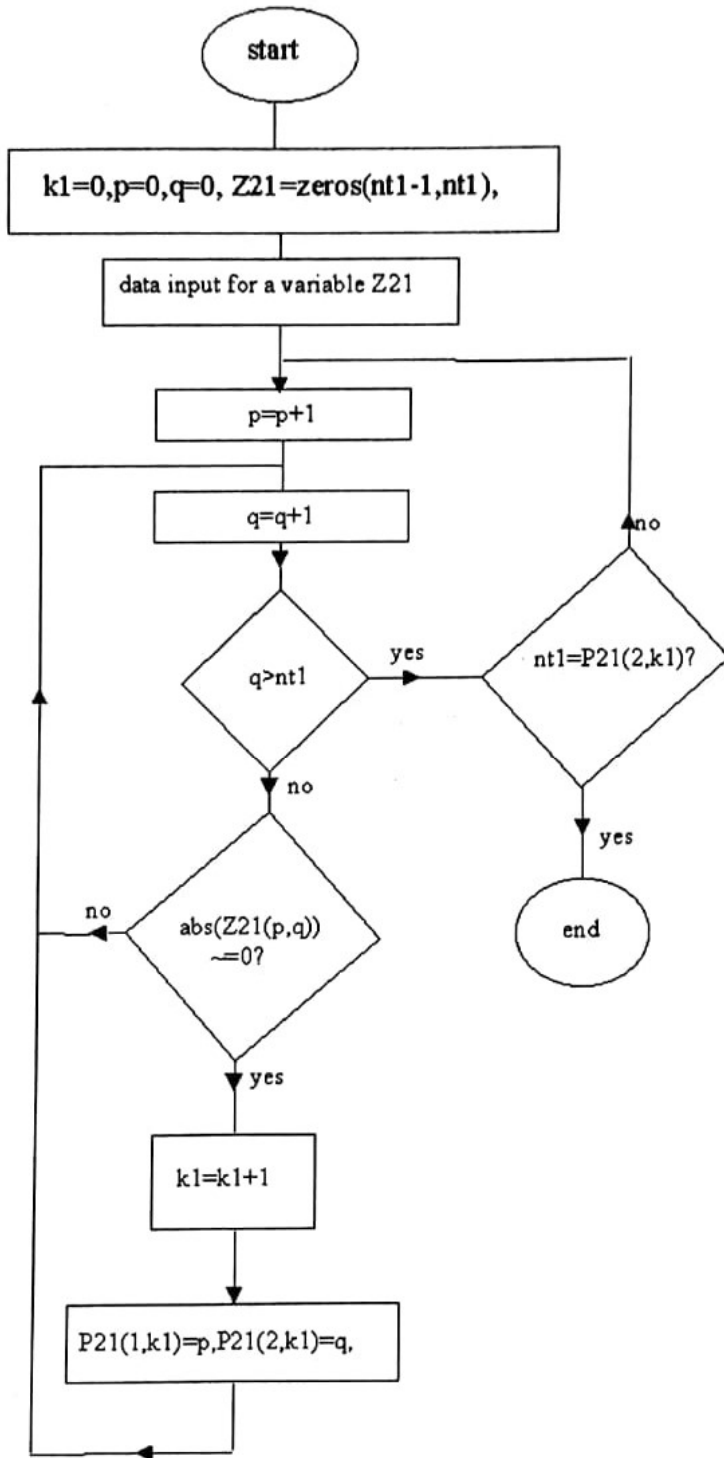 start
k1=0,p=0,q=0, Z21=zeros(nt1-1,nt1),
data input for a variable Z21
p=p+1
q=q+1
no
q>nt1
yes
nt1=P21(2,k1)?
no
yes
no
abs(Z21(p,q))
~=0?
end
yes
k1=k1+1
P21(1,k1)=p,P21(2,k1)=q,